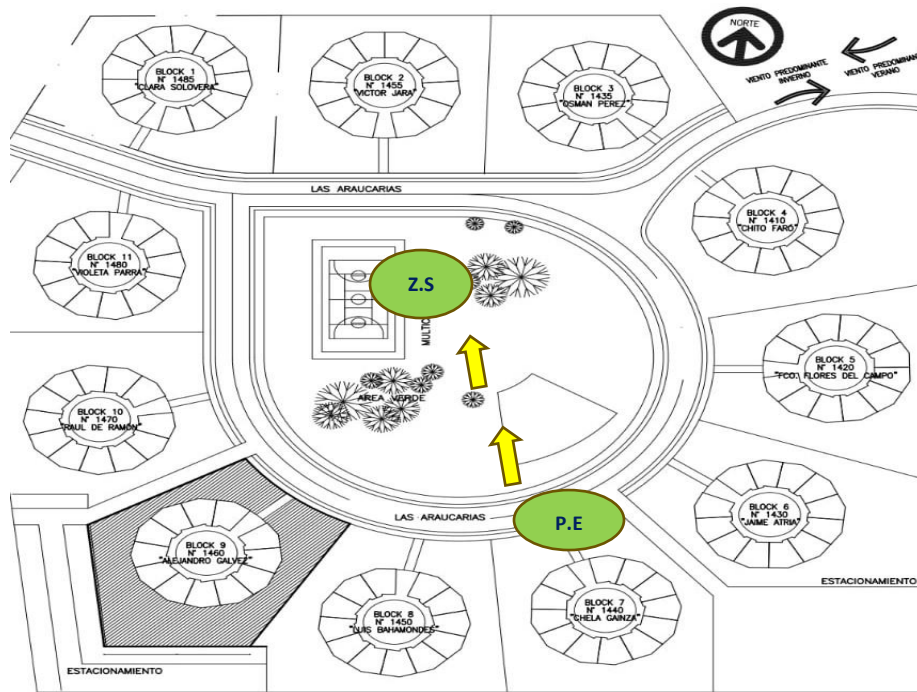 NORTE
VIENTO PREDOMINANTE
INVIERNO
VIENTO PREDOMINANTE
VERANO
BLOCK 1
N° 1485
"CLARA SOLOVERA"
BLOCK 2
N° 1455
"VICTOR JARA"
BLOCK 3
N° 1435
"OSMAN PEREZ"
LAS ARAUCARIAS
BLOCK 4
N° 1410
"CHITO FARÓ"
BLOCK 11
N° 1480
"VIOLETA PARRA"
Z.S
MULTIC
BLOCK 5
N° 1420
"FCO. FLORES DEL CAMPO"
AREA VERDE
BLOCK 10
N° 1470
"RAUL DE RAMON"
LAS ARAUCARIAS
P.E
BLOCK 6
N° 1430
"JAIME ATRIA"
BLOCK 9
N° 1460
"ALEJANDRO GALVEZ"
ESTACIONAMIENTO
BLOCK 8
N° 1450
"LUIS BAHAMONDES"
BLOCK 7
N° 1440
"CHELA GAINZA"
ESTACIONAMIENTO